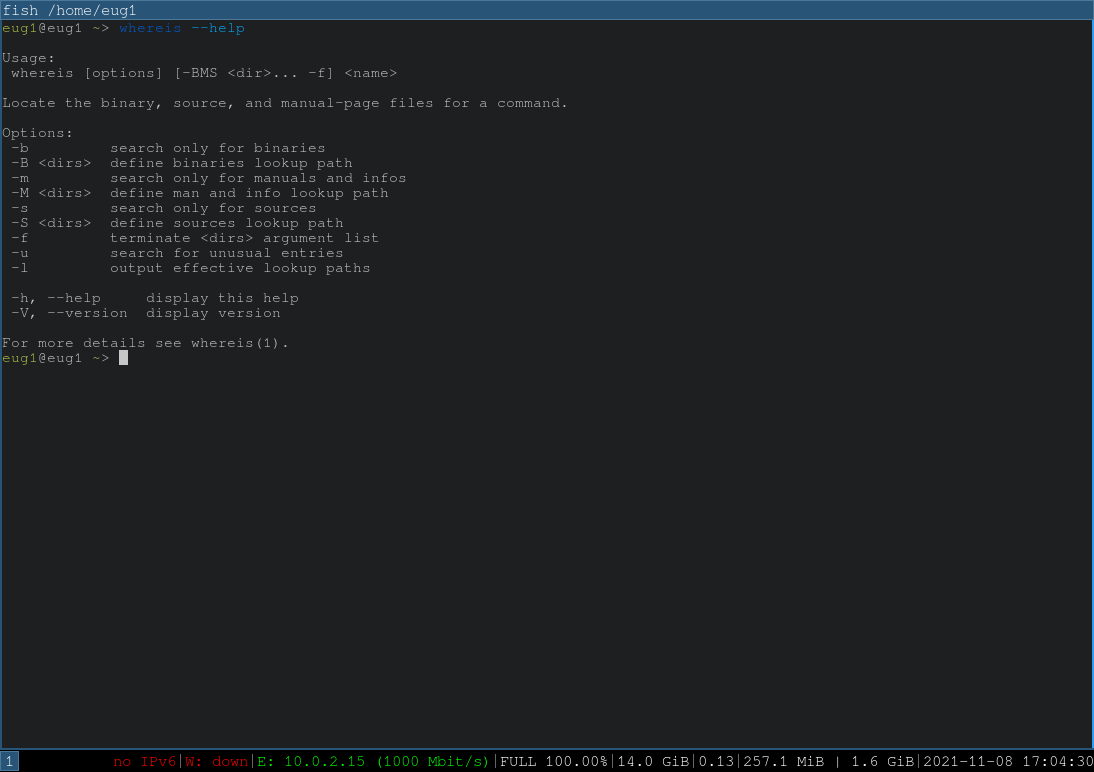 fish /home/eug1
eug1@eug1 ~> whereis --help

Usage:
 whereis [options] [-BMS <dir>... -f] <name>

Locate the binary, source, and manual-page files for a command.

Options:
 -b         search only for binaries
 -B <dirs>  define binaries lookup path
 -m         search only for manuals and infos
 -M <dirs>  define man and info lookup path
 -s         search only for sources
 -S <dirs>  define sources lookup path
 -f         terminate <dirs> argument list
 -u         search for unusual entries
 -l         output effective lookup paths

 -h, --help     display this help
 -V, --version  display version

For more details see whereis(1).
eug1@eug1 ~>
1 no IPv6|W: down|E: 10.0.2.15 (1000 Mbit/s)|FULL 100.00%|14.0 GiB|0.13|257.1 MiB | 1.6 GiB|2021-11-08 17:04:30